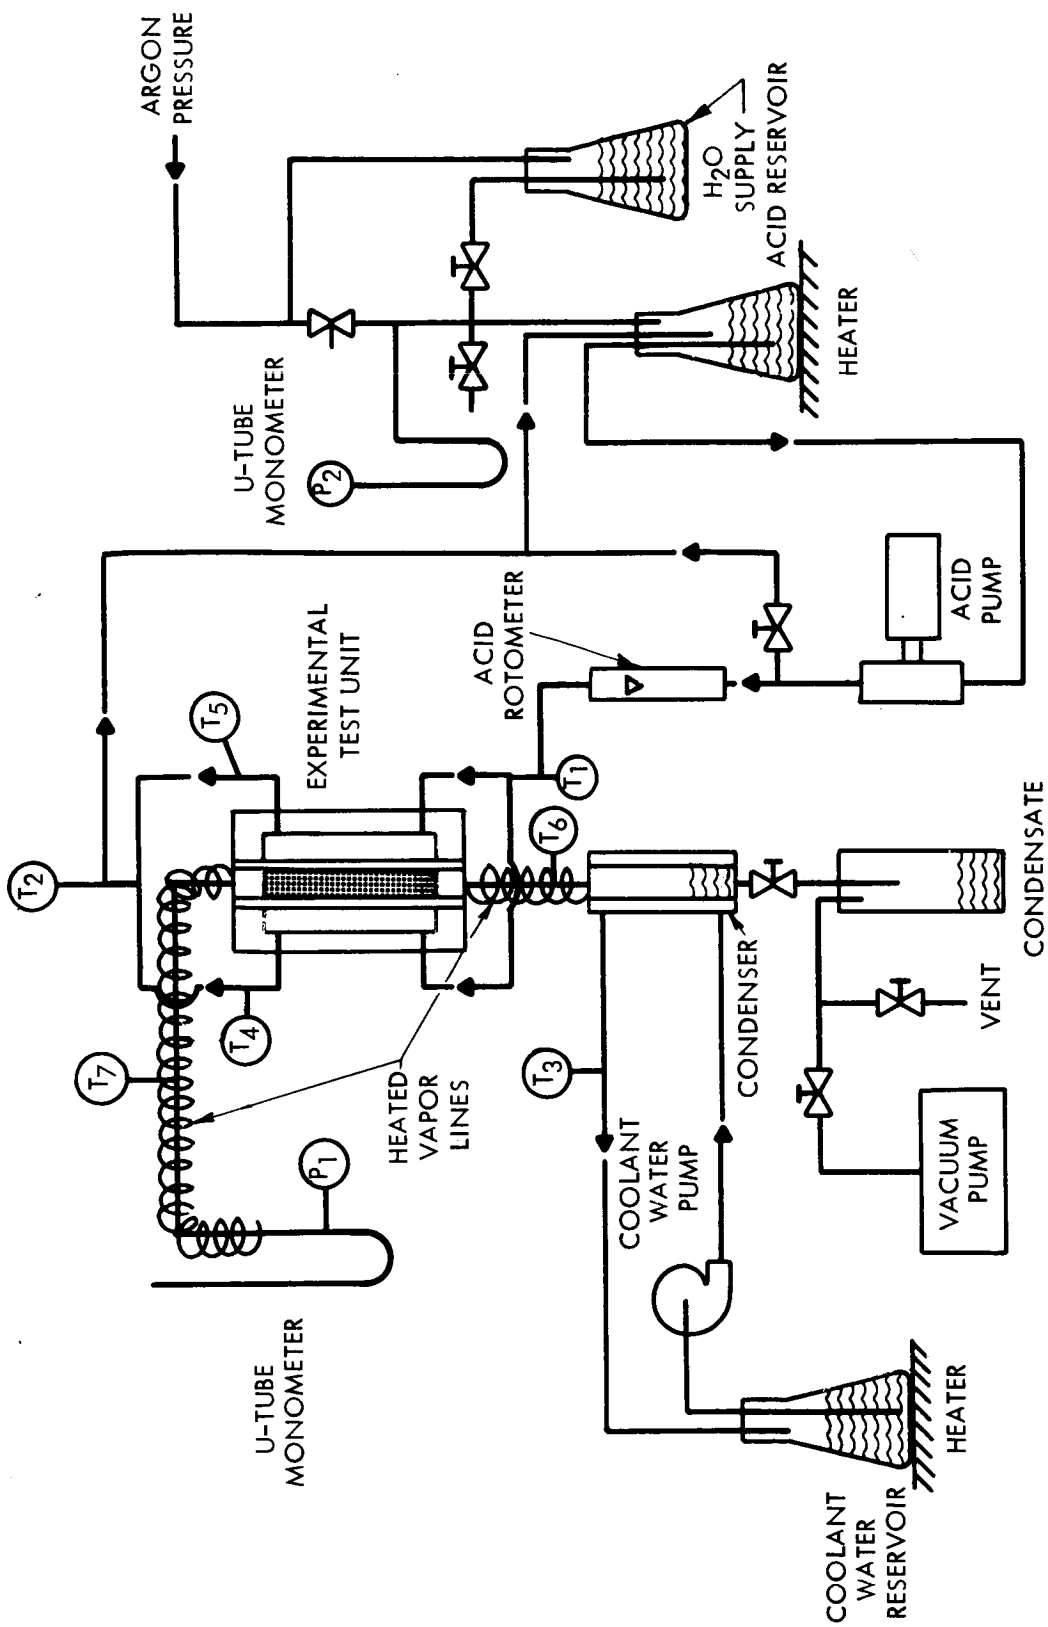 ARGON
PRESSURE
H2O
SUPPLY
ACID RESERVOIR
HEATER
U-TUBE
MONOMETER
P2
ACID
PUMP
ACID
ROTOMETER
EXPERIMENTAL
TEST UNIT
T5
T2
T1
T6
T4
T7
T3
HEATED
VAPOR
LINES
CONDENSER
CONDENSATE
VENT
VACUUM
PUMP
COOLANT
WATER
PUMP
P1
U-TUBE
MONOMETER
HEATER
COOLANT
WATER
RESERVOIR